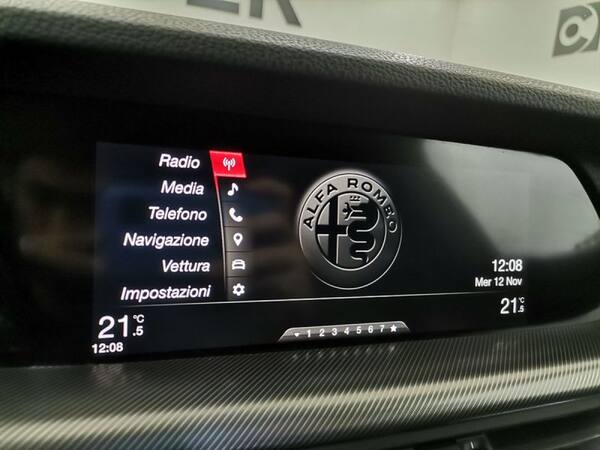 Radio
Media
Telefono
Navigazione
Vettura
Impostazioni
ALFA ROMEO
12:08
Mer 12 Nov
21.5 °C
12:08
21.5 °C
1 2 3 4 5 6 7